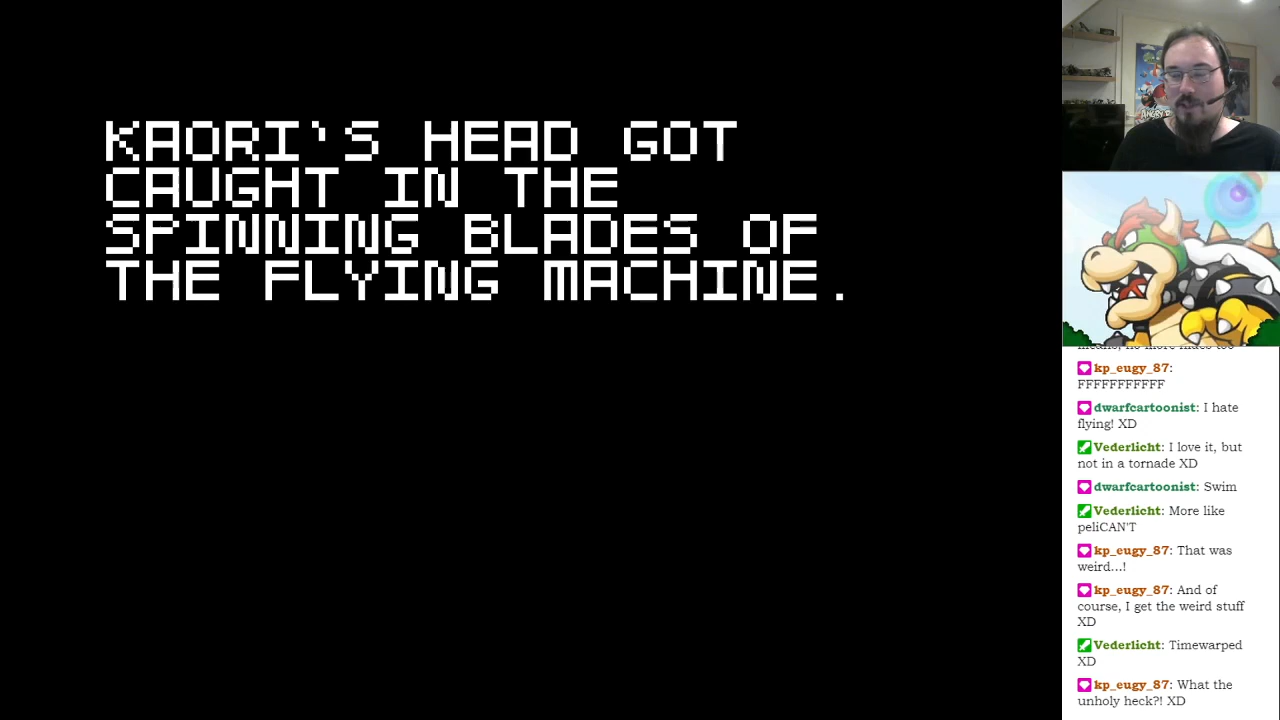 KAORI'S HEAD GOT
CAUGHT IN THE
SPINNING BLADES OF
THE FLYING MACHINE.
kp_eugy_87:
FFFFFFFFFFF
dwarfcartoonist: I hate
flying! XD
Vederlicht: I love it, but
not in a tornade XD
dwarfcartoonist: Swim
Vederlicht: More like
peliCAN'T
kp_eugy_87: That was
weird...!
kp_eugy_87: And of
course, I get the weird stuff
XD
Vederlicht: Timewarped
XD
kp_eugy_87: What the
unholy heck?! XD